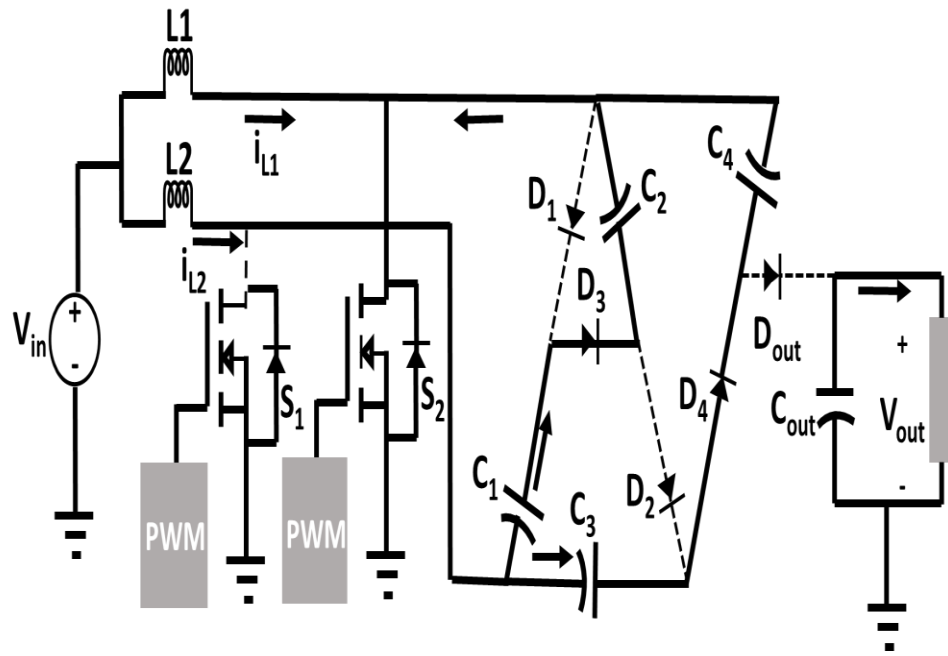 L1
iL1
L2
iL2
Vin
+
-
S1
S2
PWM
PWM
D1
C2
C4
D3
Dout
D4
C1
C3
D2
Cout
+
Vout
-